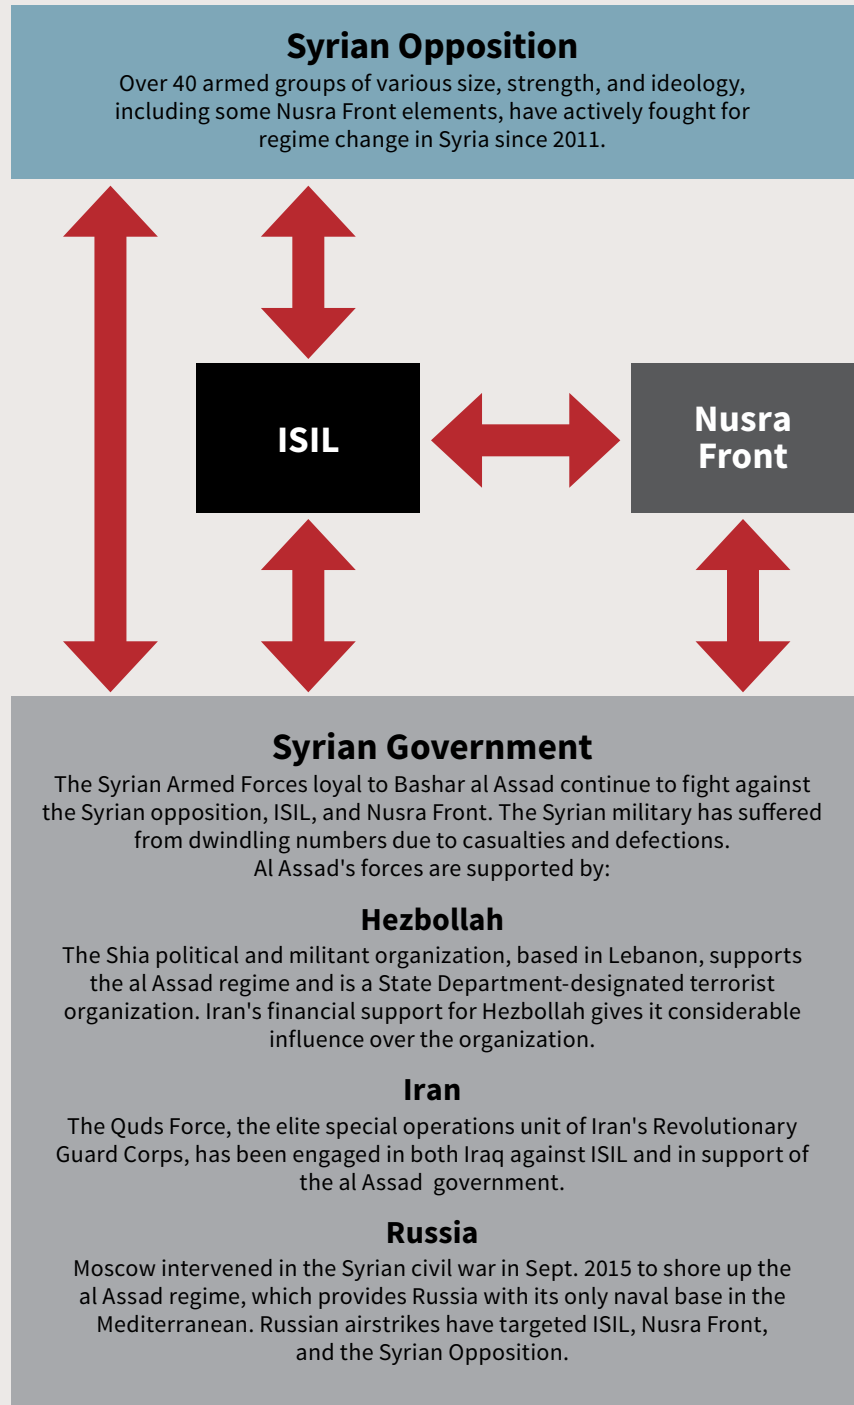 Syrian Opposition
Over 40 armed groups of various size, strength, and ideology,
including some Nusra Front elements, have actively fought for
regime change in Syria since 2011.
ISIL
Nusra
Front
Syrian Government
The Syrian Armed Forces loyal to Bashar al Assad continue to fight against
the Syrian opposition, ISIL, and Nusra Front. The Syrian military has suffered
from dwindling numbers due to casualties and defections.
Al Assad's forces are supported by:
Hezbollah
The Shia political and militant organization, based in Lebanon, supports
the al Assad regime and is a State Department-designated terrorist
organization. Iran's financial support for Hezbollah gives it considerable
influence over the organization.
Iran
The Quds Force, the elite special operations unit of Iran's Revolutionary
Guard Corps, has been engaged in both Iraq against ISIL and in support of
the al Assad  government.
Russia
Moscow intervened in the Syrian civil war in Sept. 2015 to shore up the
al Assad regime, which provides Russia with its only naval base in the
Mediterranean. Russian airstrikes have targeted ISIL, Nusra Front,
and the Syrian Opposition.